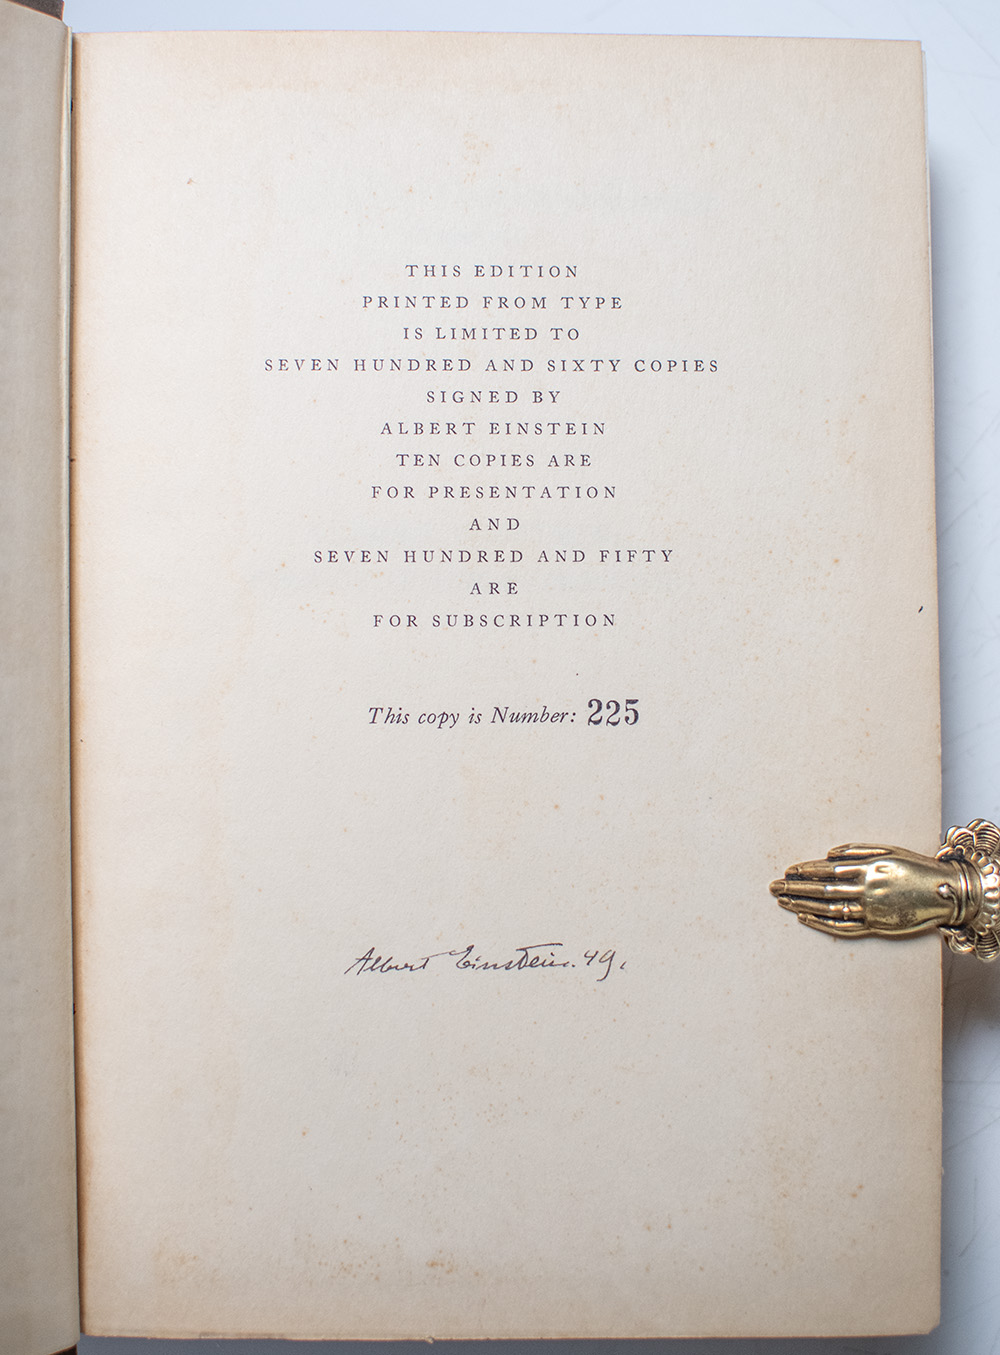 THIS EDITION
PRINTED FROM TYPE
IS LIMITED TO
SEVEN HUNDRED AND SIXTY COPIES
SIGNED BY
ALBERT EINSTEIN
TEN COPIES ARE
FOR PRESENTATION
AND
SEVEN HUNDRED AND FIFTY
ARE
FOR SUBSCRIPTION
This copy is Number: 225
Albert Einstein. 49.